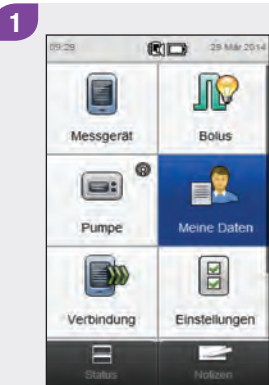 1
09:29 29 Mär 2014
Messgerät Bolus
Pumpe Meine Daten
Verbindung Einstellungen
Status Notizen